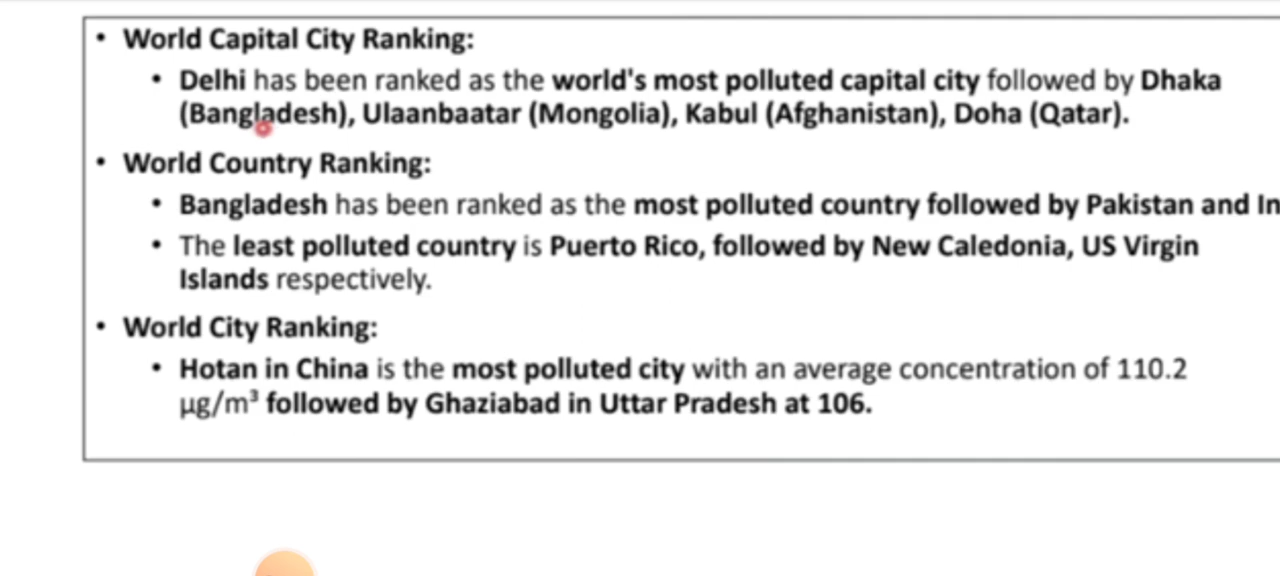 • World Capital City Ranking:
• Delhi has been ranked as the world's most polluted capital city followed by Dhaka
(Bangladesh), Ulaanbaatar (Mongolia), Kabul (Afghanistan), Doha (Qatar).
• World Country Ranking:
• Bangladesh has been ranked as the most polluted country followed by Pakistan and In
• The least polluted country is Puerto Rico, followed by New Caledonia, US Virgin
Islands respectively.
• World City Ranking:
• Hotan in China is the most polluted city with an average concentration of 110.2
µg/m³ followed by Ghaziabad in Uttar Pradesh at 106.